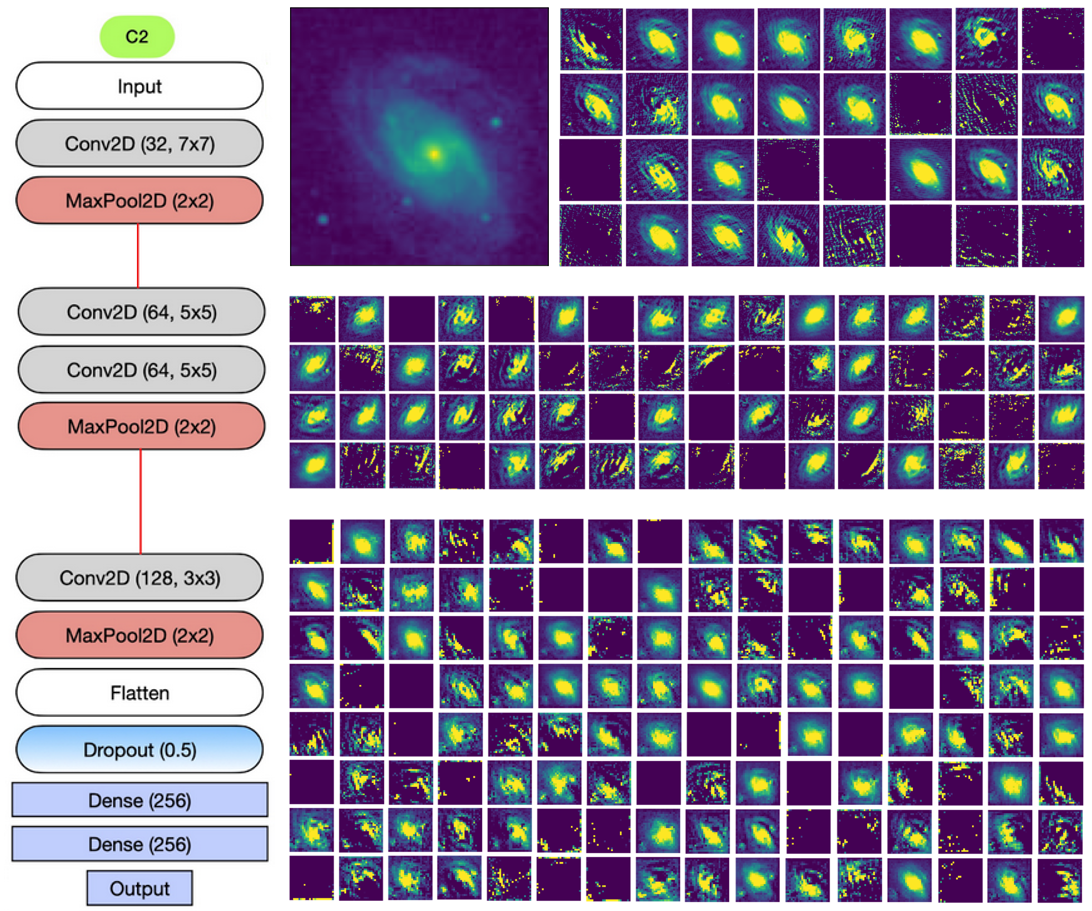 C2
Input
Conv2D (32, 7x7)
MaxPool2D (2x2)
Conv2D (64, 5x5)
Conv2D (64, 5x5)
MaxPool2D (2x2)
Conv2D (128, 3x3)
MaxPool2D (2x2)
Flatten
Dropout (0.5)
Dense (256)
Dense (256)
Output